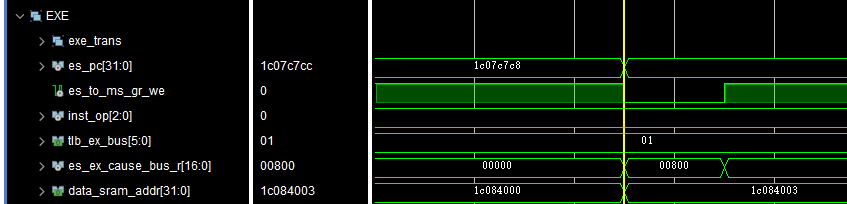 EXE
exe_trans
es_pc[31:0] 1c07c7cc 1c07c7c8
es_to_ms_gr_we 0
inst_op[2:0] 0
tlb_ex_bus[5:0] 01 01
es_ex_cause_bus_r[16:0] 00800 00000 00800
data_sram_addr[31:0] 1c084003 1c084000 1c084003